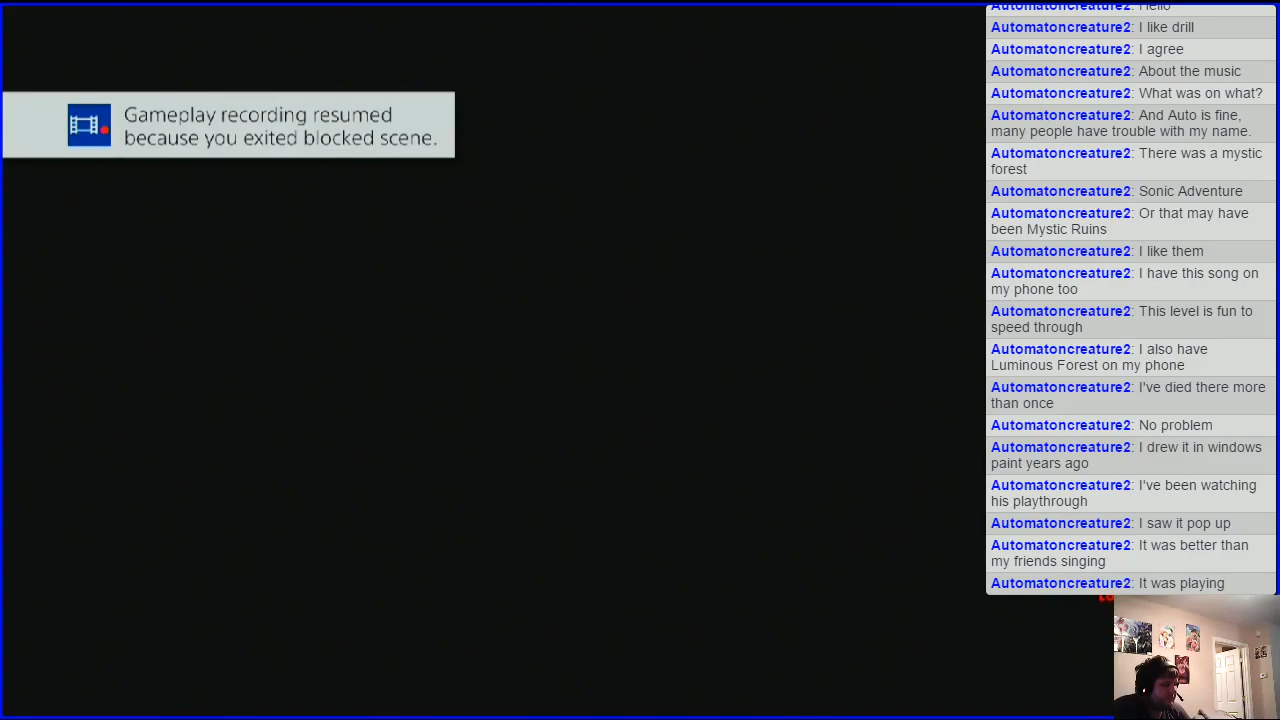 Automatoncreature2: Hello
Automatoncreature2: I like drill
Automatoncreature2: I agree
Automatoncreature2: About the music
Automatoncreature2: What was on what?
Automatoncreature2: And Auto is fine,
many people have trouble with my name.
Automatoncreature2: There was a mystic
forest
Automatoncreature2: Sonic Adventure
Automatoncreature2: Or that may have
been Mystic Ruins
Automatoncreature2: I like them
Automatoncreature2: I have this song on
my phone too
Automatoncreature2: This level is fun to
speed through
Automatoncreature2: I also have
Luminous Forest on my phone
Automatoncreature2: I've died there more
than once
Automatoncreature2: No problem
Automatoncreature2: I drew it in windows
paint years ago
Automatoncreature2: I've been watching
his playthrough
Automatoncreature2: I saw it pop up
Automatoncreature2: It was better than
my friends singing
Automatoncreature2: It was playing
Gameplay recording resumed
because you exited blocked scene.